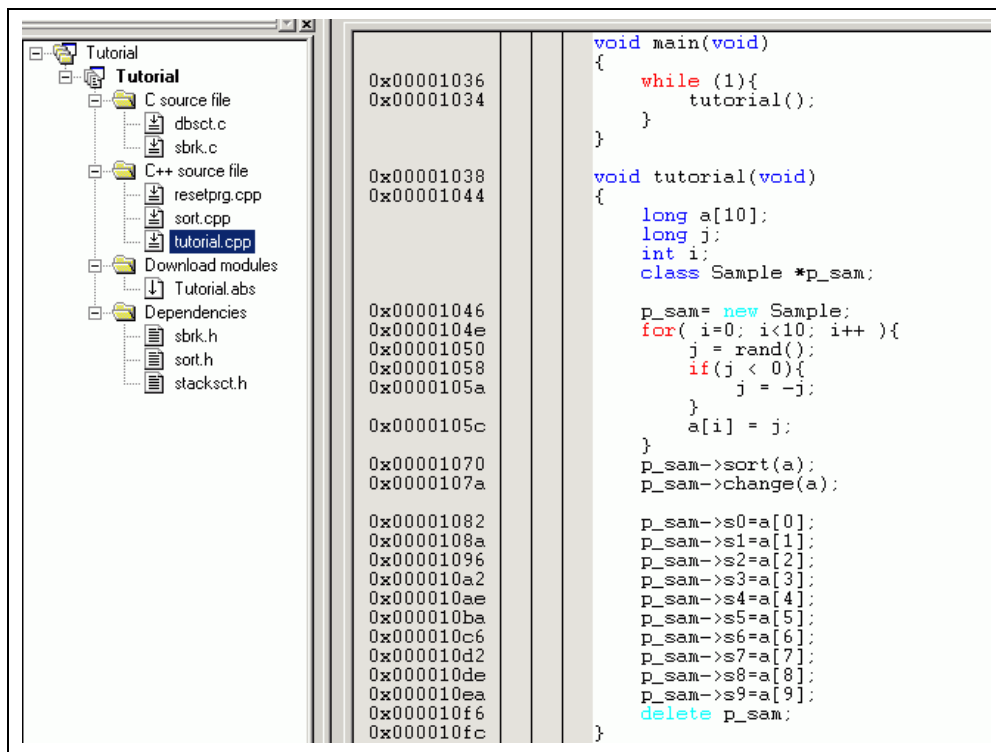 Tutorial
Tutorial
C source file
dbsct.c
sbrk.c
C++ source file
resetprg.cpp
sort.cpp
tutorial.cpp
Download modules
Tutorial.abs
Dependencies
sbrk.h
sort.h
stacksct.h
void main(void)
{
0x00001036 while (1){
0x00001034 tutorial();
}
}
0x00001038 void tutorial(void)
0x00001044 {
long a[10];
long j;
int i;
class Sample *p_sam;
0x00001046 p_sam= new Sample;
0x0000104e for( i=0; i<10; i++ ){
0x00001050 j = rand();
0x00001058 if(j < 0){
0x0000105a j = -j;
}
0x0000105c a[i] = j;
}
0x00001070 p_sam->sort(a);
0x0000107a p_sam->change(a);
0x00001082 p_sam->s0=a[0];
0x0000108a p_sam->s1=a[1];
0x00001096 p_sam->s2=a[2];
0x000010a2 p_sam->s3=a[3];
0x000010ae p_sam->s4=a[4];
0x000010ba p_sam->s5=a[5];
0x000010c6 p_sam->s6=a[6];
0x000010d2 p_sam->s7=a[7];
0x000010de p_sam->s8=a[8];
0x000010ea p_sam->s9=a[9];
0x000010f6 delete p_sam;
0x000010fc }